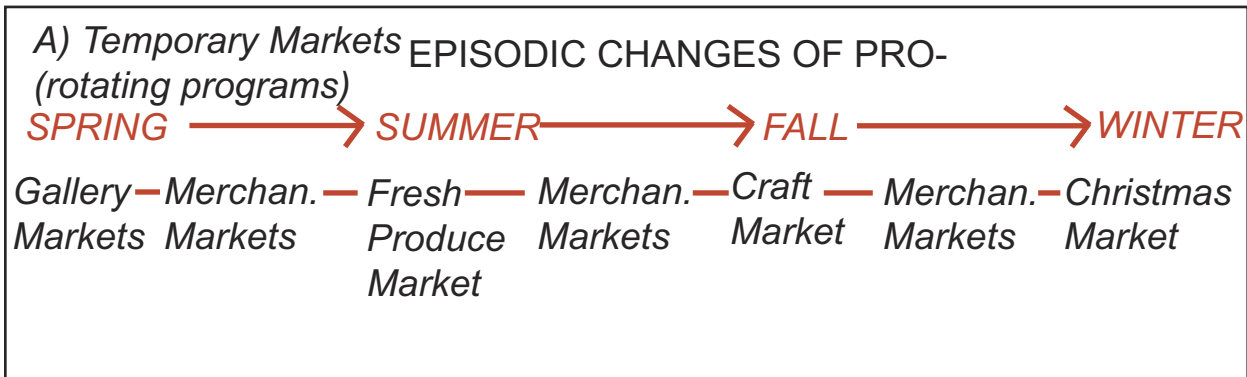 A) Temporary Markets EPISODIC CHANGES OF PRO-
(rotating programs)
SPRING SUMMER FALL WINTER
Gallery Merchan. Fresh Merchan. Craft Merchan. Christmas
Markets Markets Produce Markets Market Markets Market
Market